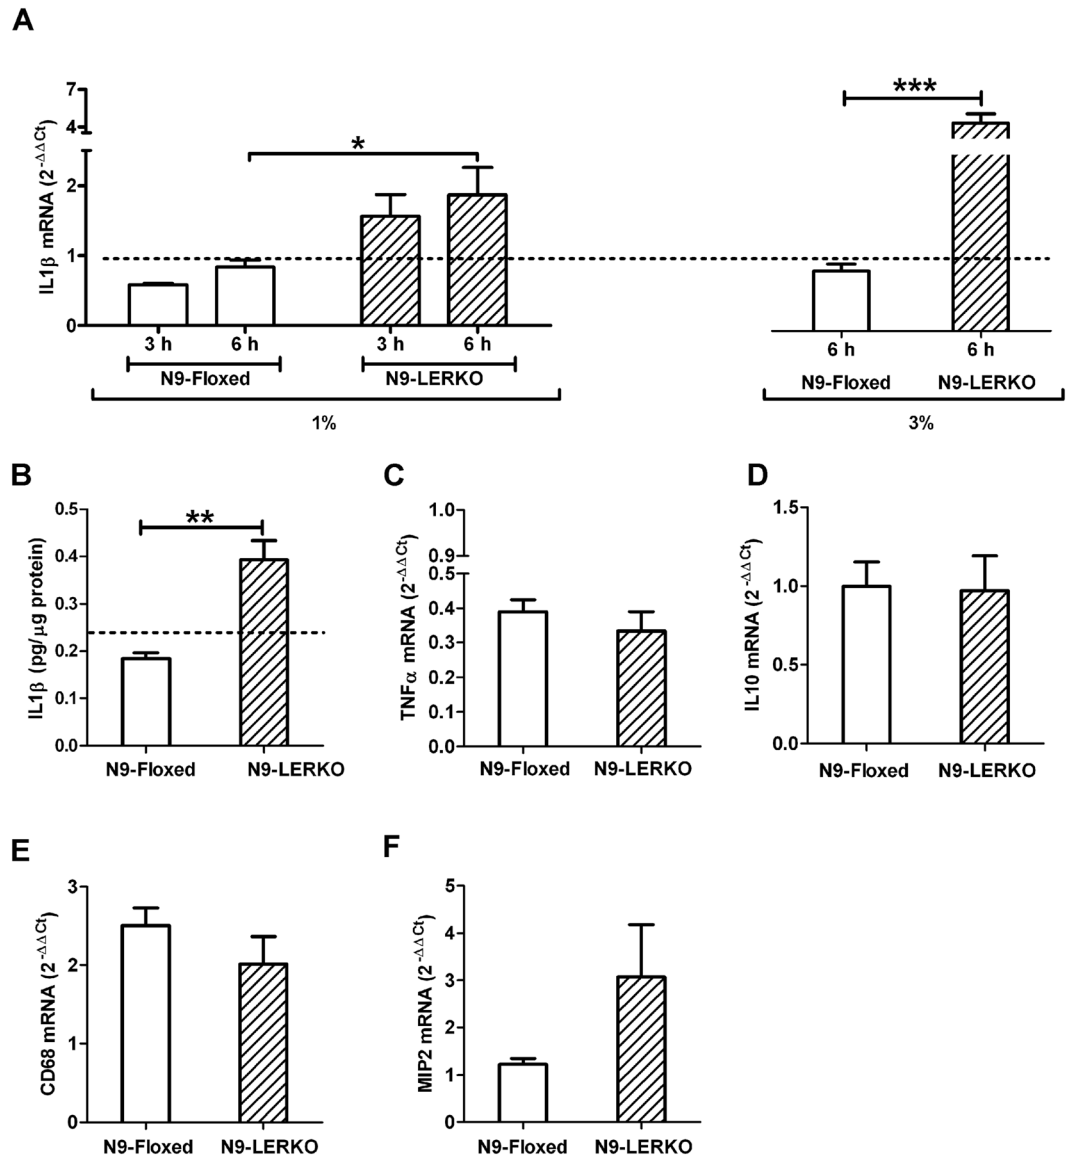 A
IL1β mRNA (2^-ΔΔCt)
7
4
2
1
0
*
***
3 h 6 h 3 h 6 h 6 h 6 h
N9-Floxed N9-LERKO N9-Floxed N9-LERKO
1% 3%
B
IL1β (pg/μg protein)
0.5
0.4
0.3
0.2
0.1
0.0
**
N9-Floxed N9-LERKO
C
TNFα mRNA (2^-ΔΔCt)
1.0
0.9
0.5
0.4
0.3
0.2
0.1
0.0
N9-Floxed N9-LERKO
D
IL10 mRNA (2^-ΔΔCt)
1.5
1.0
0.5
0.0
N9-Floxed N9-LERKO
E
CD68 mRNA (2^-ΔΔCt)
3
2
1
0
N9-Floxed N9-LERKO
F
MIP2 mRNA (2^-ΔΔCt)
5
4
3
2
1
0
N9-Floxed N9-LERKO